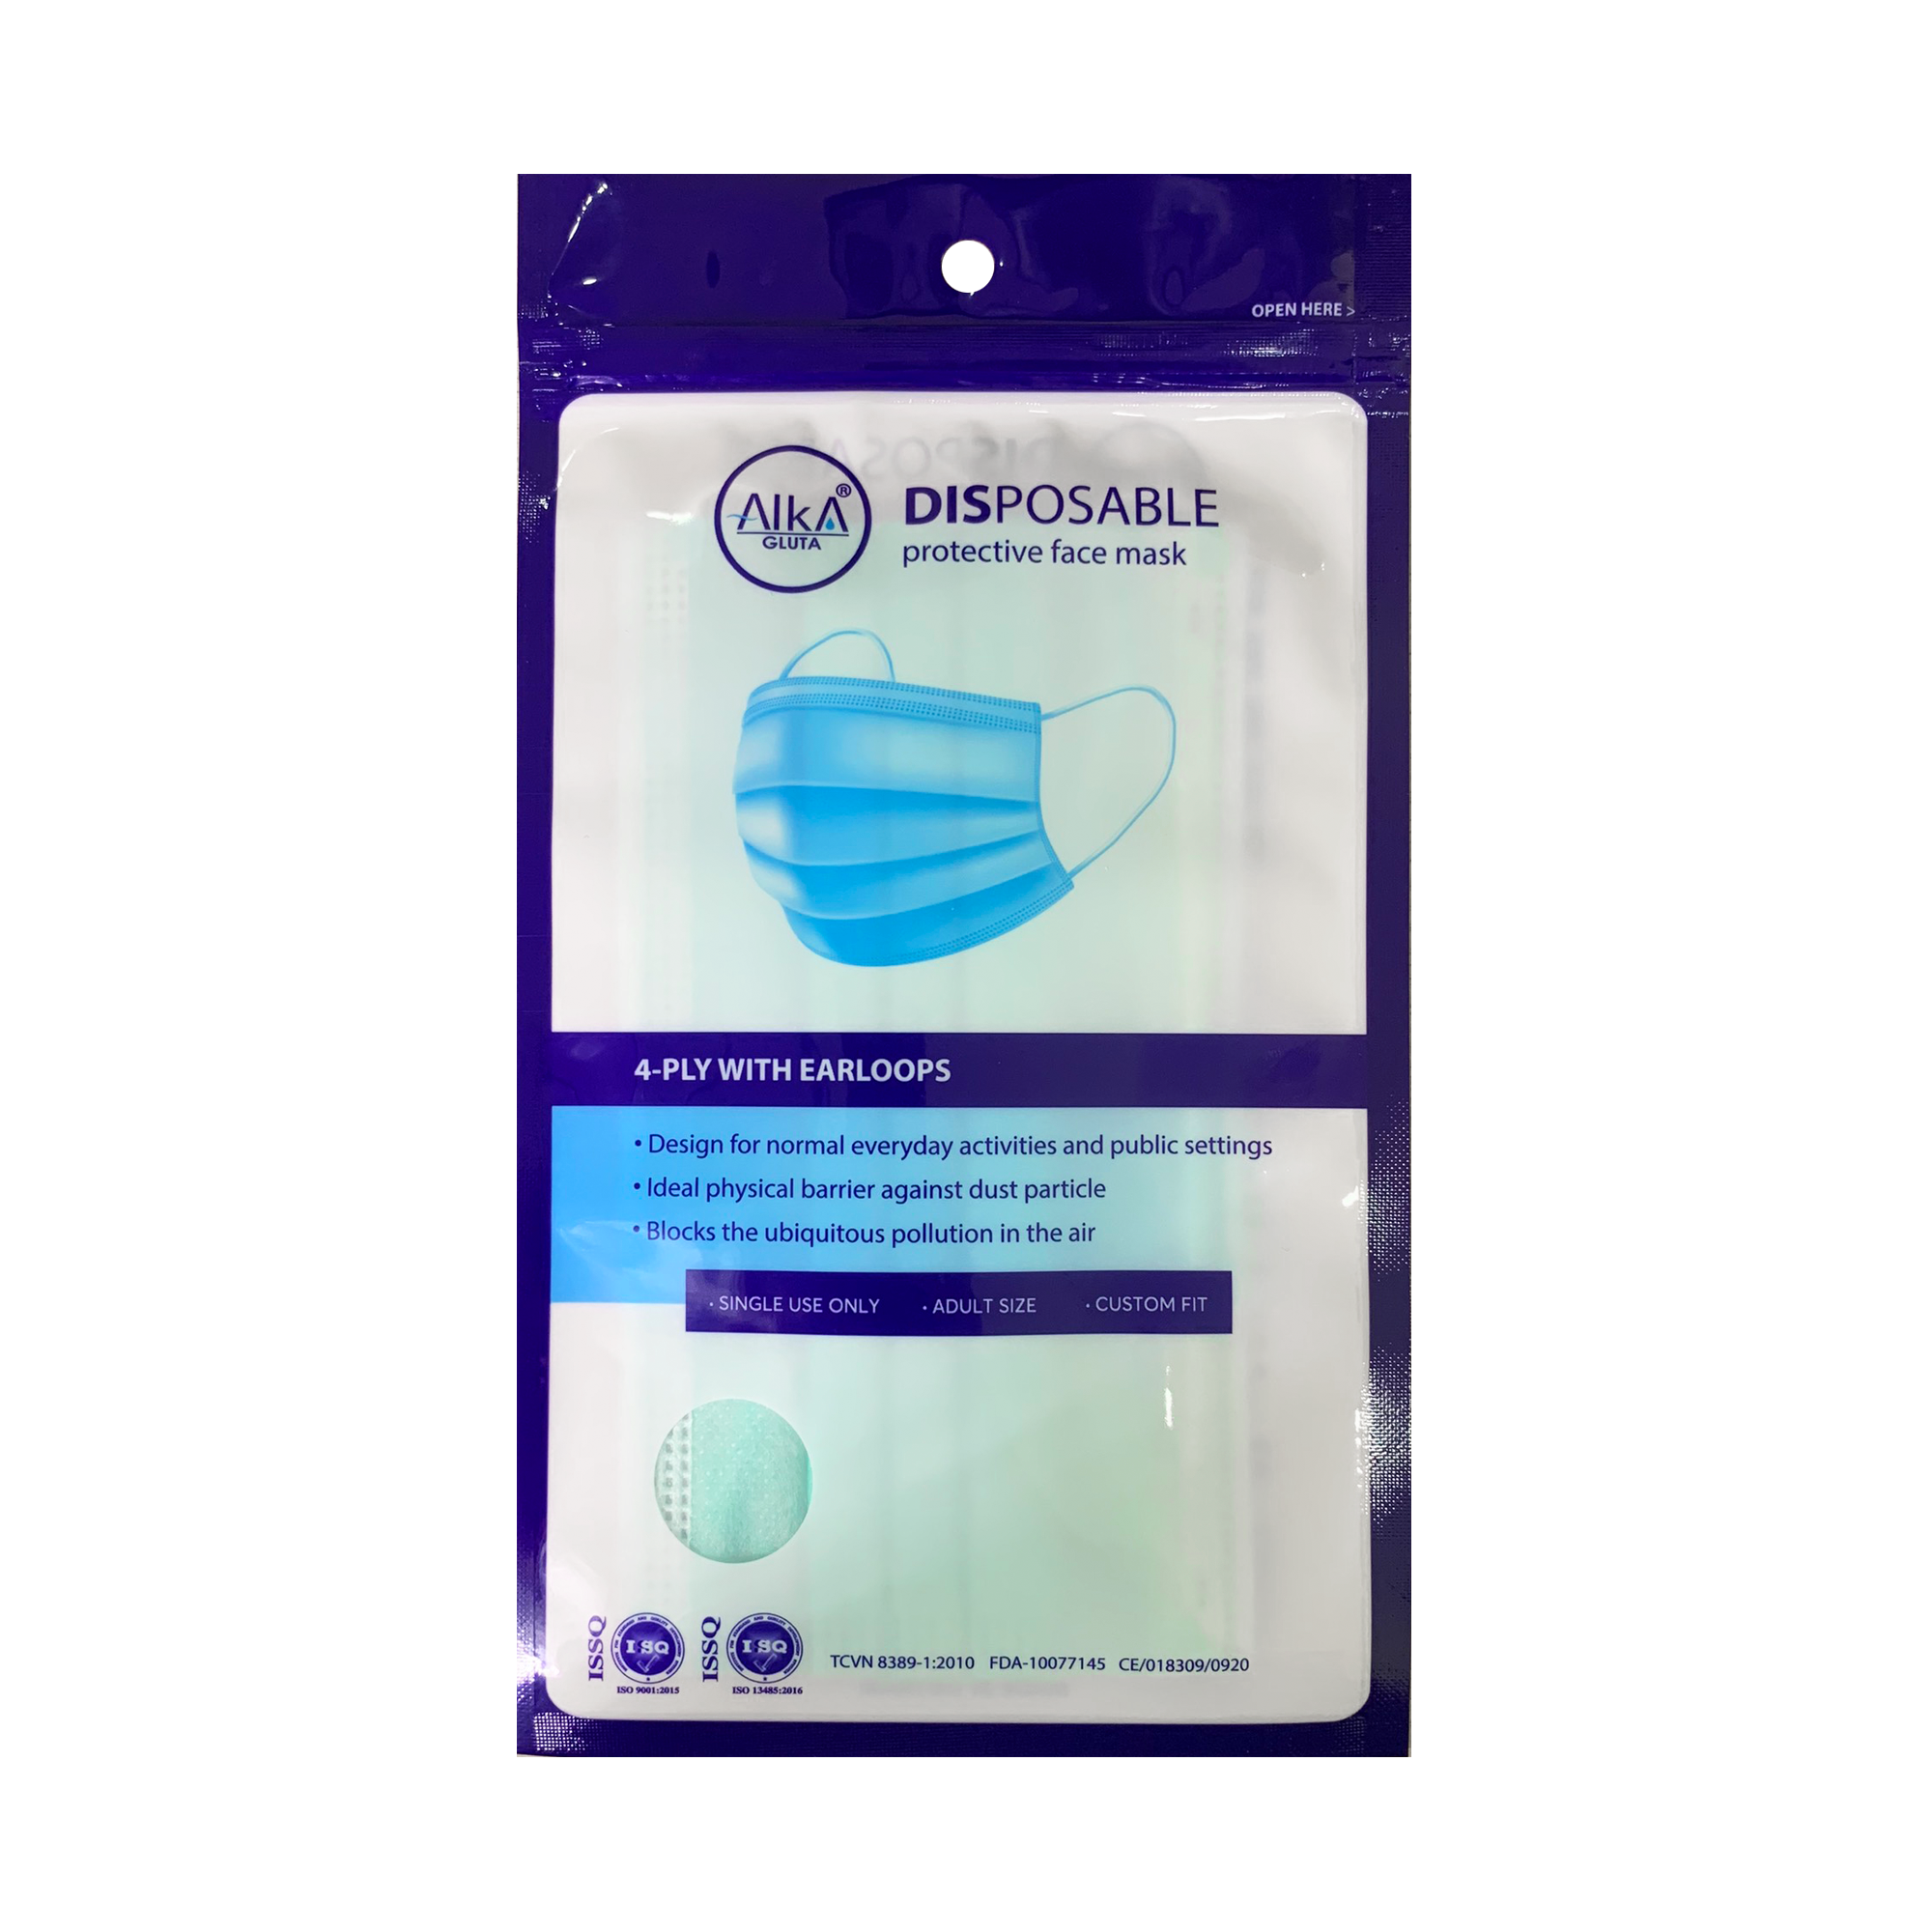 OPEN HERE >
AlkA®
GLUTA
DISPOSABLE
protective face mask
4-PLY WITH EARLOOPS
• Design for normal everyday activities and public settings
• Ideal physical barrier against dust particle
• Blocks the ubiquitous pollution in the air
· SINGLE USE ONLY · ADULT SIZE · CUSTOM FIT
ISSQ
ISSQ
ISO 9001:2015
ISO 13485:2016
TCVN 8389-1:2010 FDA-10077145 CE/018309/0920